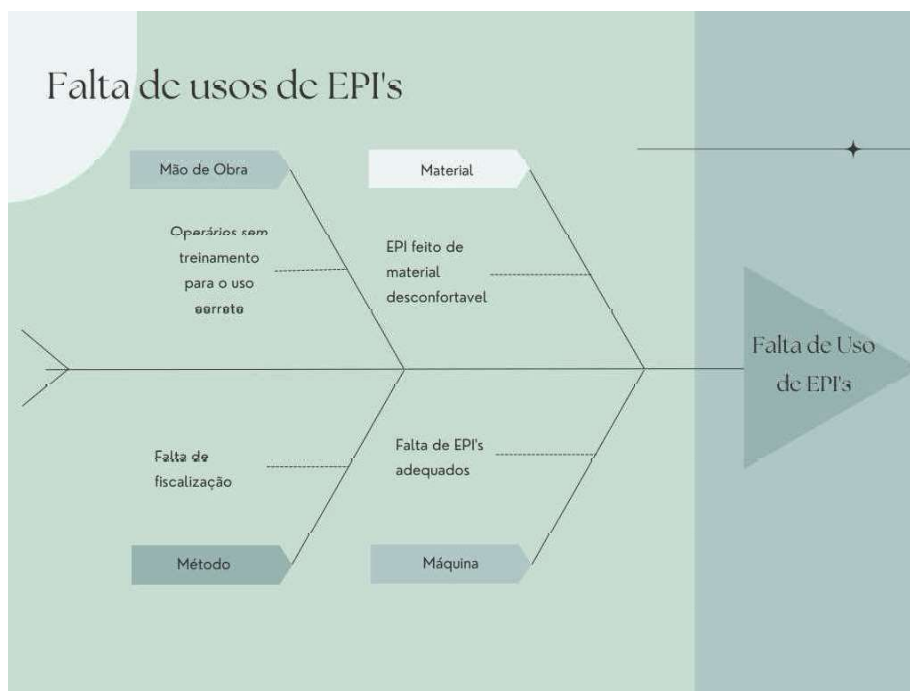 Falta de usos de EPI's
Mão de Obra
Material
Operários sem
treinamento
para o uso
correto
EPI feito de
material
desconfortavel
Falta de Uso
de EPI's
Falta de
fiscalização
Falta de EPI's
adequados
Método
Máquina